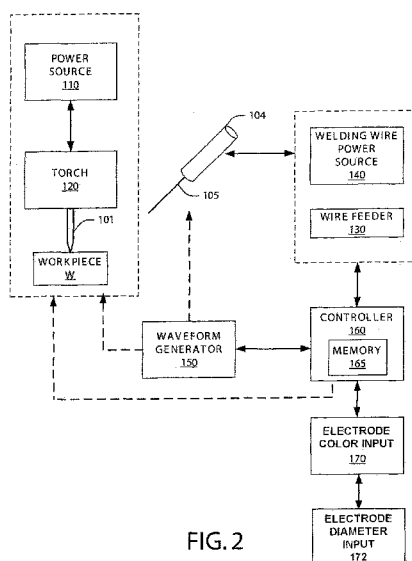 POWER
SOURCE
110
TORCH
120
101
WORKPIECE
W
104
105
WELDING WIRE
POWER
SOURCE
140
WIRE FEEDER
130
WAVEFORM
GENERATOR
150
CONTROLLER
160
MEMORY
165
ELECTRODE
COLOR INPUT
170
ELECTRODE
DIAMETER
INPUT
172
FIG. 2